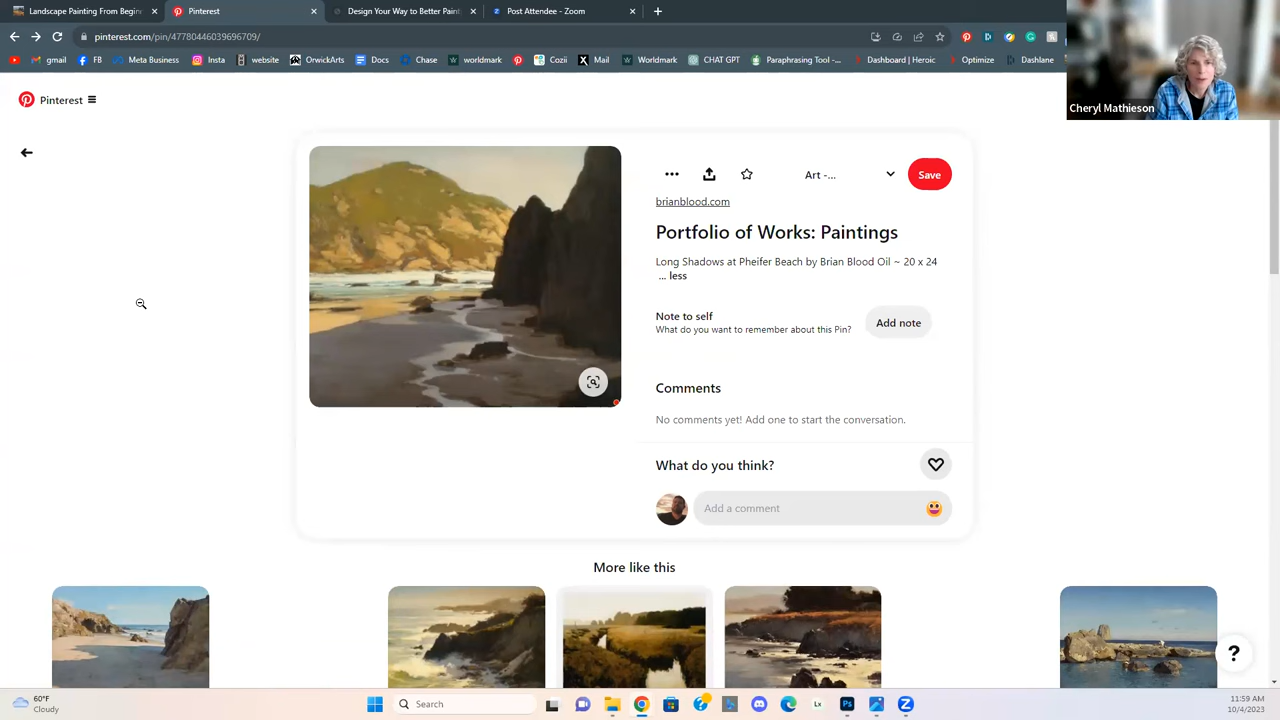 Landscape Painting From Beginn
Pinterest
Design Your Way to Better Paint
Post Attendee - Zoom
pinterest.com/pin/47780446039696709/
gmail
FB
Meta Business
Insta
website
OrwickArts
Docs
Chase
worldmark
Cozii
Mail
Worldmark
CHAT GPT
Paraphrasing Tool -...
Dashboard | Heroic
Optimize
Dashlane
Cheryl Mathieson
Pinterest
Art -...
Save
brianblood.com
Portfolio of Works: Paintings
Long Shadows at Pheifer Beach by Brian Blood Oil ~ 20 x 24
... less
Note to self
What do you want to remember about this Pin?
Add note
Comments
No comments yet! Add one to start the conversation.
What do you think?
Add a comment
More like this
?
60°F
Cloudy
Search
Lx
11:59 AM
10/4/2023